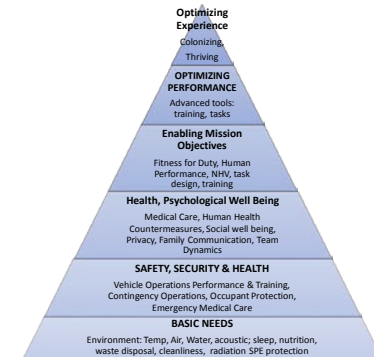 Optimizing
Experience
Colonizing,
Thriving
OPTIMIZING
PERFORMANCE
Advanced tools:
training, tasks
Enabling Mission
Objectives
Fitness for Duty, Human
Performance, NHV, task
design, training
Health, Psychological Well Being
Medical Care, Human Health
Countermeasures, Social well being,
Privacy, Family Communication, Team
Dynamics
SAFETY, SECURITY & HEALTH
Vehicle Operations Performance & Training,
Contingency Operations, Occupant Protection,
Emergency Medical Care
BASIC NEEDS
Environment: Temp, Air, Water, acoustic; sleep, nutrition,
waste disposal, cleanliness, radiation SPE protection